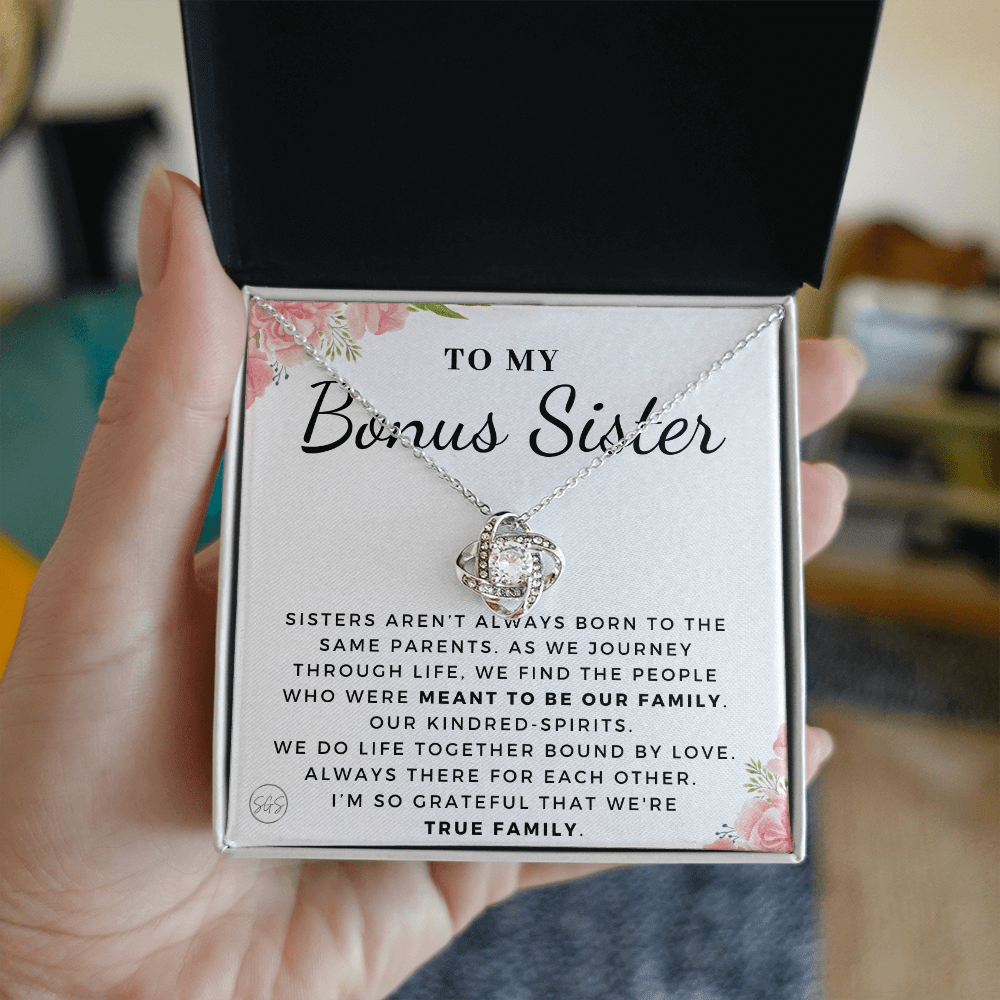 TO MY
Bonus Sister
SISTERS AREN'T ALWAYS BORN TO THE
SAME PARENTS. AS WE JOURNEY
THROUGH LIFE, WE FIND THE PEOPLE
WHO WERE MEANT TO BE OUR FAMILY.
OUR KINDRED-SPIRITS.
WE DO LIFE TOGETHER BOUND BY LOVE.
ALWAYS THERE FOR EACH OTHER.
I'M SO GRATEFUL THAT WE'RE
TRUE FAMILY.
SGS